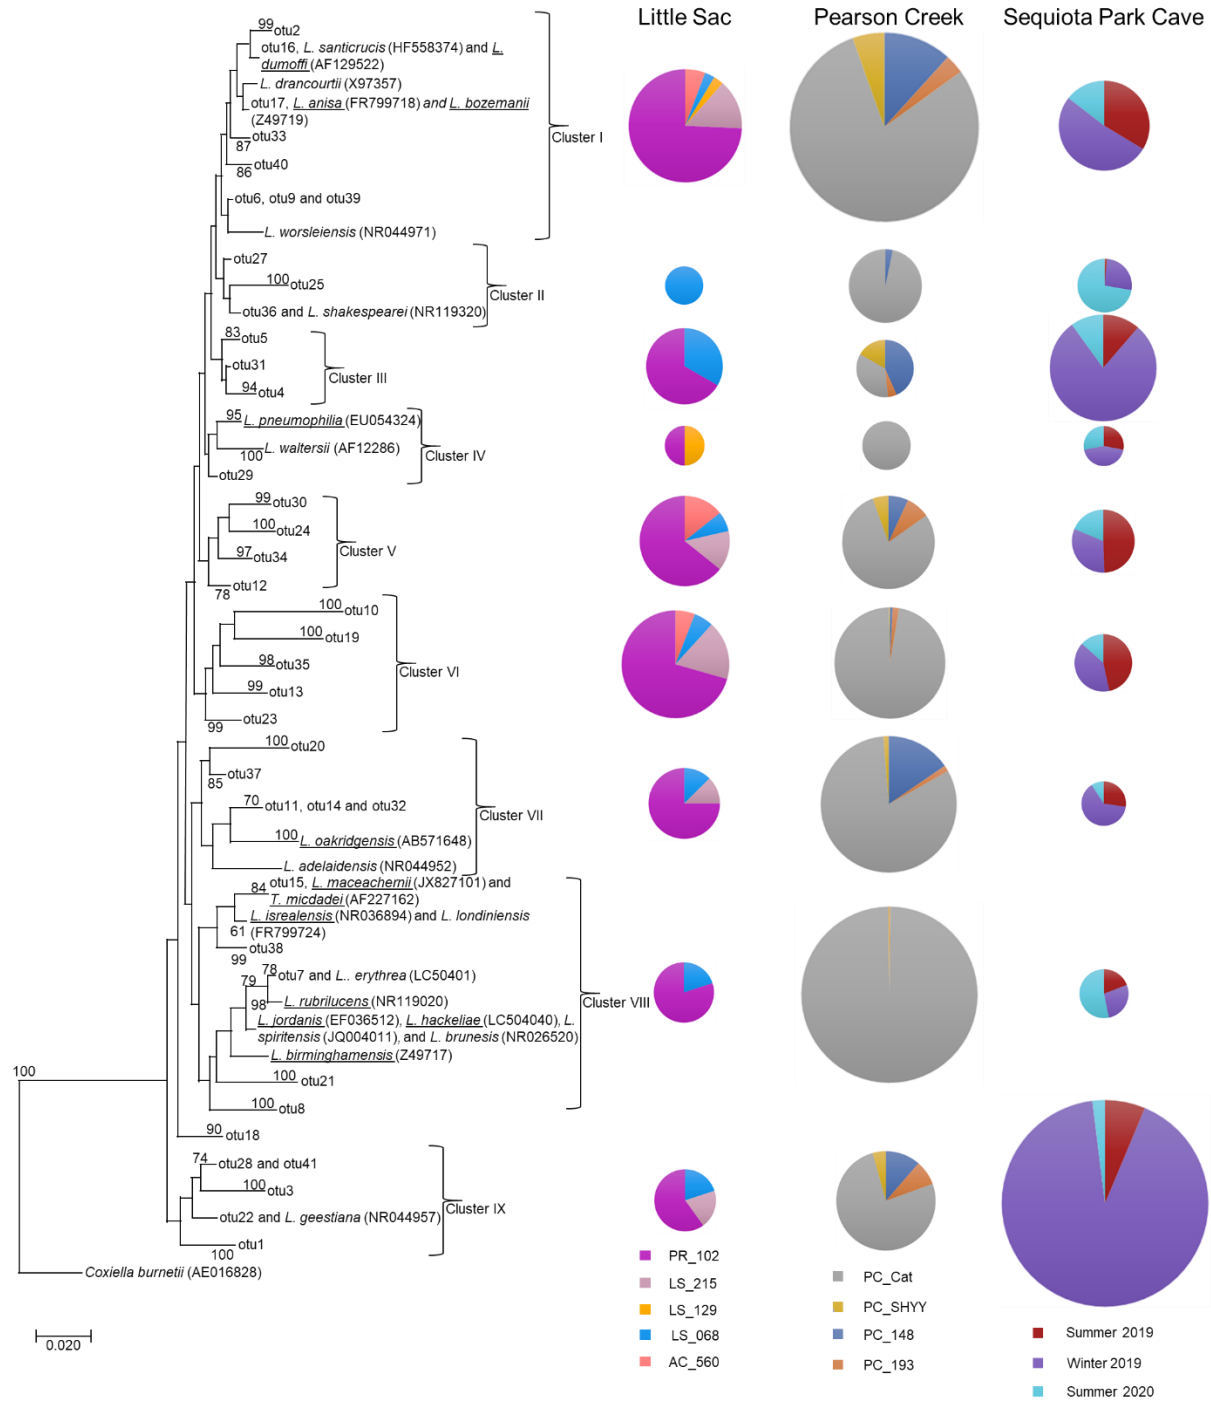 Little Sac
Pearson Creek
Sequiota Park Cave
99 otu2
otu16, L. santicrucis (HF558374) and L.
dumoffi (AF129522)
L. drancourtii (X97357)
otu17, L. anisa (FR799718) and L. bozemanii
(Z49719)
otu33
87
Cluster I
otu40
86
otu6, otu9 and otu39
L. worsleiensis (NR044971)
otu27
100 otu25
Cluster II
otu36 and L. shakespearei (NR119320)
83 otu5
otu31
Cluster III
94 otu4
95 L. pneumophilia (EU054324)
L. waltersii (AF12286)
100
Cluster IV
otu29
99 otu30
100 otu24
Cluster V
97 otu34
otu12
78
100 otu10
100 otu19
98 otu35
Cluster VI
99 otu13
otu23
99
100 otu20
otu37
85
70 otu11, otu14 and otu32
Cluster VII
100 L. oakridgensis (AB571648)
L. adelaidensis (NR044952)
otu15, L. maceachernii (JX827101) and
84 T. micdadei (AF227162)
L. isrealensis (NR036894) and L. londiniensis
61 (FR799724)
otu38
99
78 otu7 and L.. erythrea (LC50401)
79
98 L. rubrilucens (NR119020)
Cluster VIII
L. jordanis (EF036512), L. hackeliae (LC504040), L.
spiritensis (JQ004011), and L. brunesis (NR026520)
L. birminghamensis (Z49717)
100
100 otu21
100 otu8
90 otu18
74 otu28 and otu41
100 otu3
Cluster IX
otu22 and L. geestiana (NR044957)
otu1
100
Coxiella burnetii (AE016828)
0.020
PR_102
LS_215
LS_129
LS_068
AC_560
PC_Cat
PC_SHYY
PC_148
PC_193
Summer 2019
Winter 2019
Summer 2020